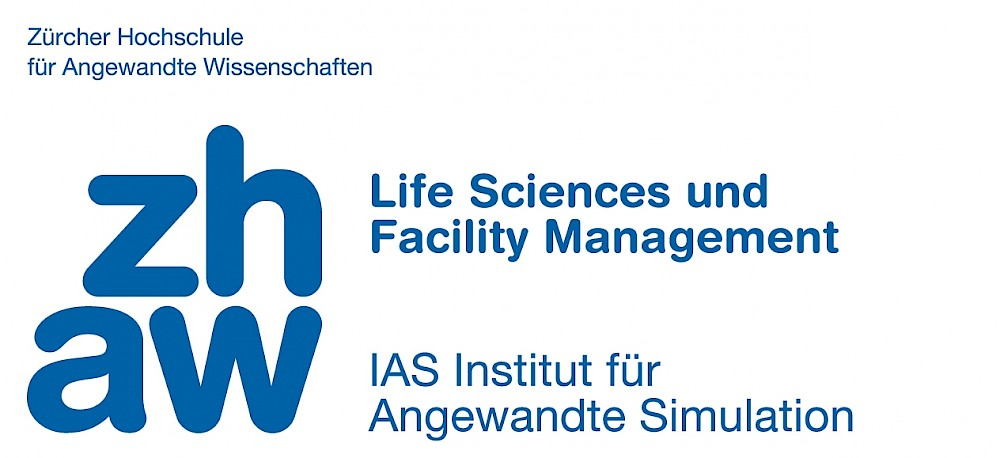 Zürcher Hochschule
für Angewandte Wissenschaften
zh
aw
Life Sciences und
Facility Management
IAS Institut für
Angewandte Simulation